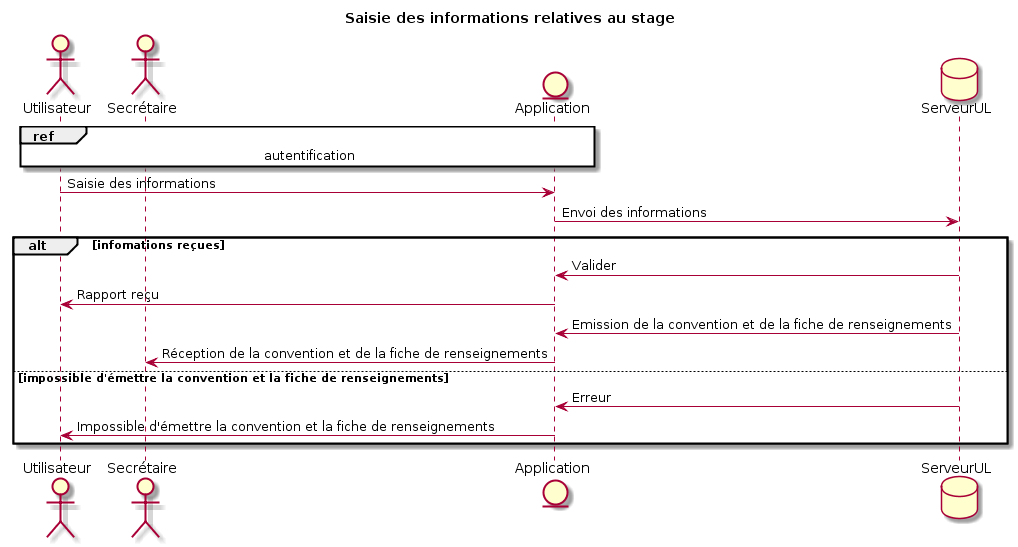 Saisie des informations relatives au stage
Utilisateur Secrétaire Application ServeurUL
ref
autentification
Saisie des informations
Envoi des informations
alt [infomations reçues]
Valider
Rapport reçu
Emission de la convention et de la fiche de renseignements
Réception de la convention et de la fiche de renseignements
[impossible d'émettre la convention et la fiche de renseignements]
Erreur
Impossible d'émettre la convention et la fiche de renseignements
Utilisateur Secrétaire Application ServeurUL